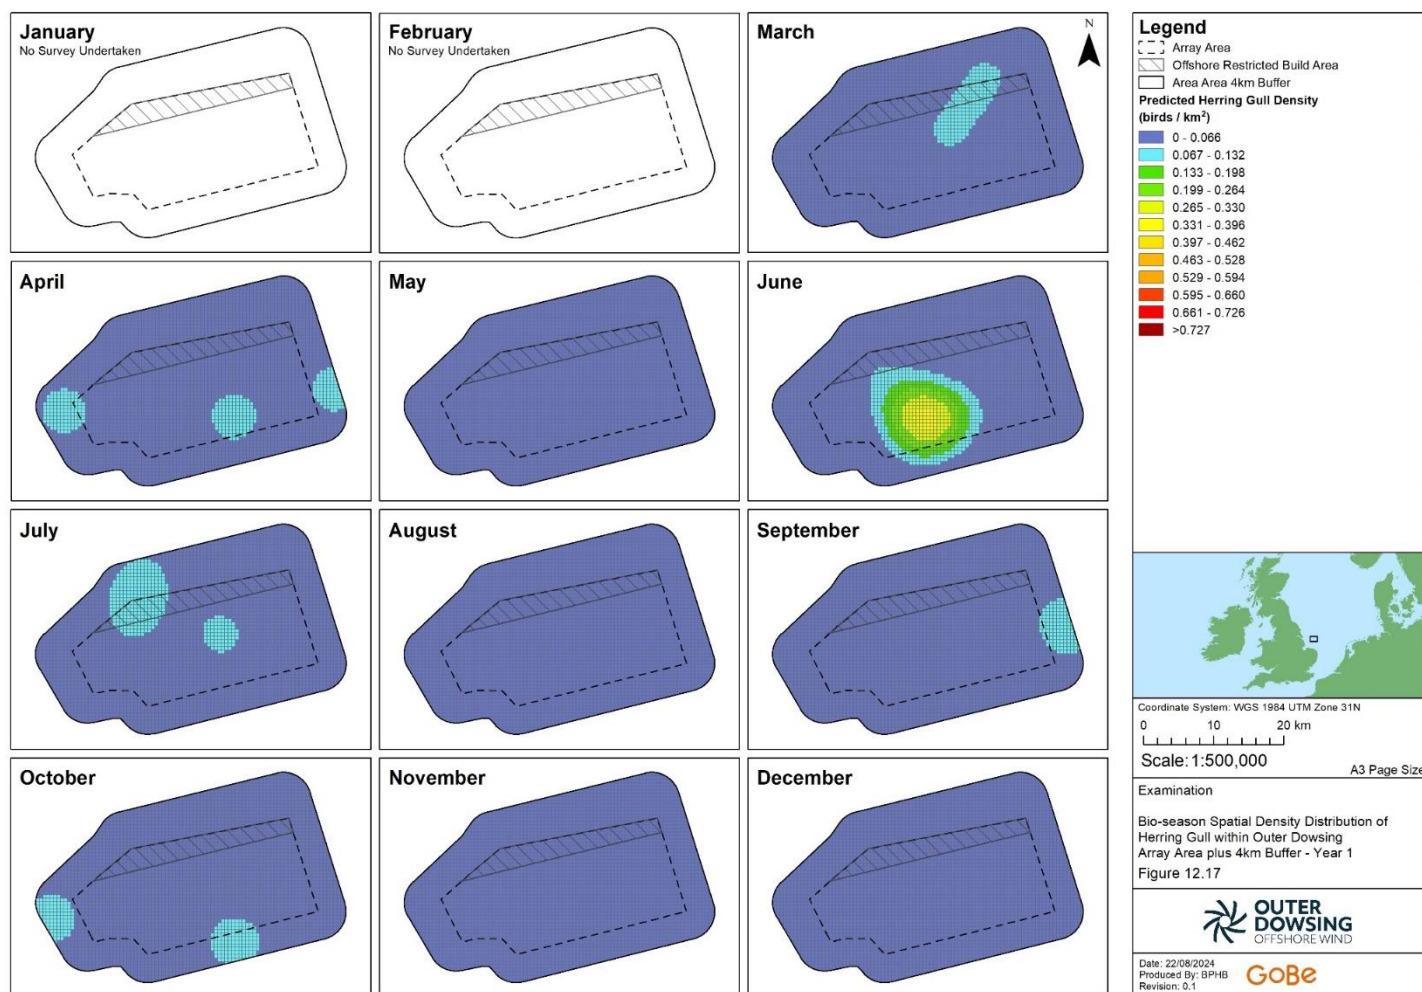 January
No Survey Undertaken
February
No Survey Undertaken
March
N
April
May
June
July
August
September
October
November
December
Legend
Array Area
Offshore Restricted Build Area
Area Area 4km Buffer
Predicted Herring Gull Density
(birds / km²)
0 - 0.066
0.067 - 0.132
0.133 - 0.198
0.199 - 0.264
0.265 - 0.330
0.331 - 0.396
0.397 - 0.462
0.463 - 0.528
0.529 - 0.594
0.595 - 0.660
0.661 - 0.726
>0.727
Coordinate System: WGS 1984 UTM Zone 31N
0 10 20 km
Scale: 1:500,000
A3 Page Size
Examination
Bio-season Spatial Density Distribution of
Herring Gull within Outer Dowsing
Array Area plus 4km Buffer - Year 1
Figure 12.17
OUTER
DOWSING
OFFSHORE WIND
Date: 22/08/2024
Produced By: BPHB
Revision: 0.1
GoBe